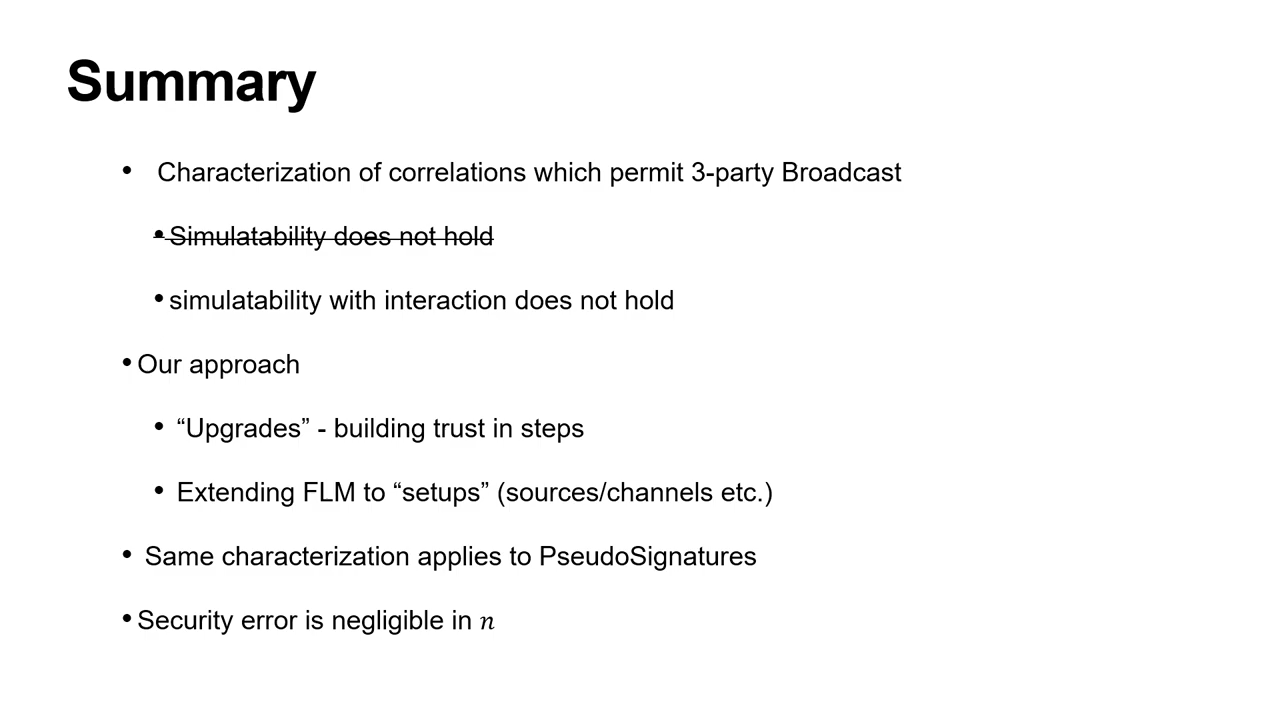 Summary
• Characterization of correlations which permit 3-party Broadcast
• Simulatability does not hold
• simulatability with interaction does not hold
• Our approach
• “Upgrades” - building trust in steps
• Extending FLM to “setups” (sources/channels etc.)
• Same characterization applies to PseudoSignatures
• Security error is negligible in 𝑛